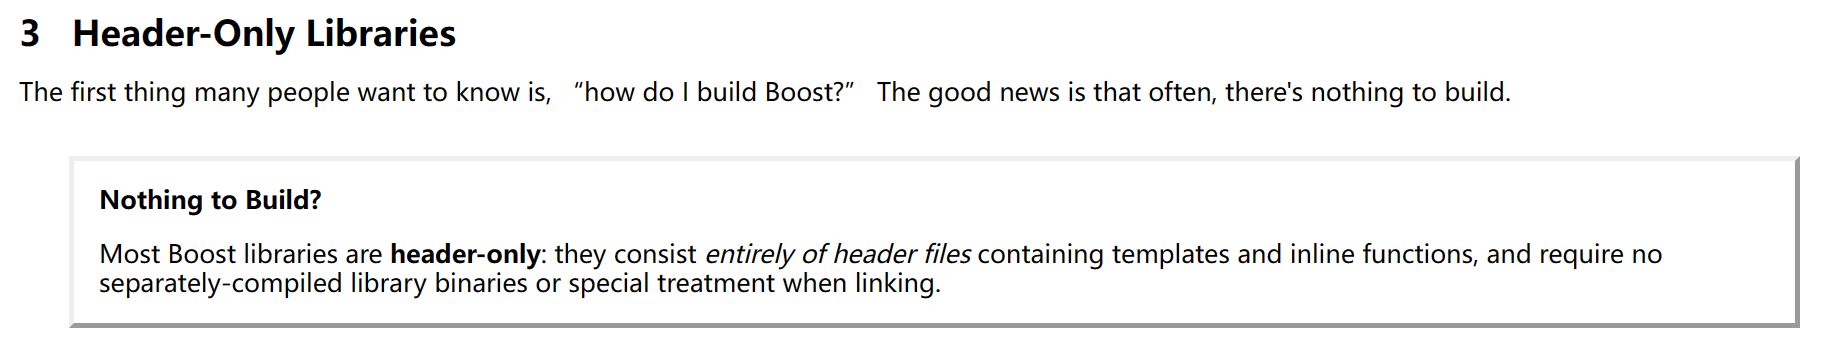 3 Header-Only Libraries
The first thing many people want to know is, “how do I build Boost?” The good news is that often, there's nothing to build.
Nothing to Build?
Most Boost libraries are header-only: they consist entirely of header files containing templates and inline functions, and require no
separately-compiled library binaries or special treatment when linking.